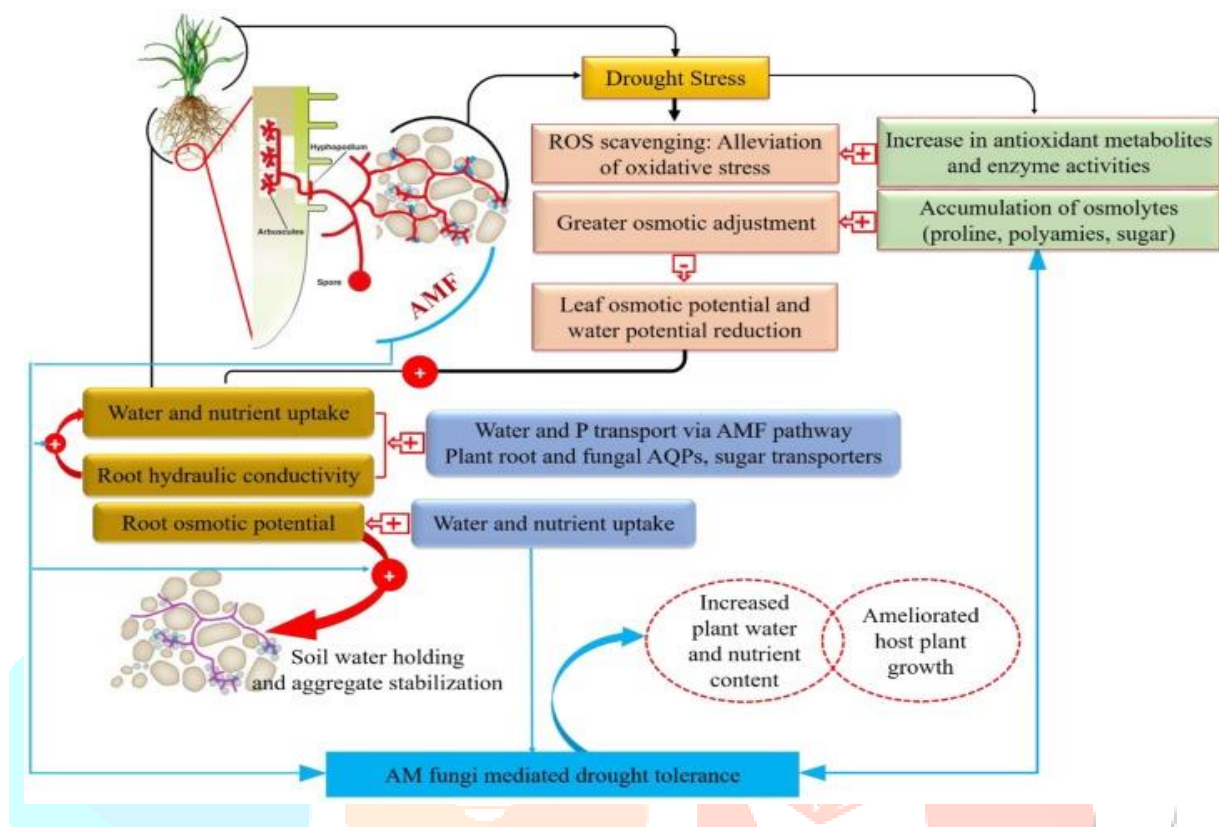 Drought Stress
ROS scavenging: Alleviation
of oxidative stress
+
Increase in antioxidant metabolites
and enzyme activities
Greater osmotic adjustment
+
Accumulation of osmolytes
(proline, polyamies, sugar)
-
Leaf osmotic potential and
water potential reduction
Hyphopodium
Arbuscules
Spore
AMF
+
Water and nutrient uptake
+
Root hydraulic conductivity
+
Water and P transport via AMF pathway
Plant root and fungal AQPs, sugar transporters
Root osmotic potential
+
Water and nutrient uptake
+
Soil water holding
and aggregate stabilization
Increased
plant water
and nutrient
content
Ameliorated
host plant
growth
AM fungi mediated drought tolerance